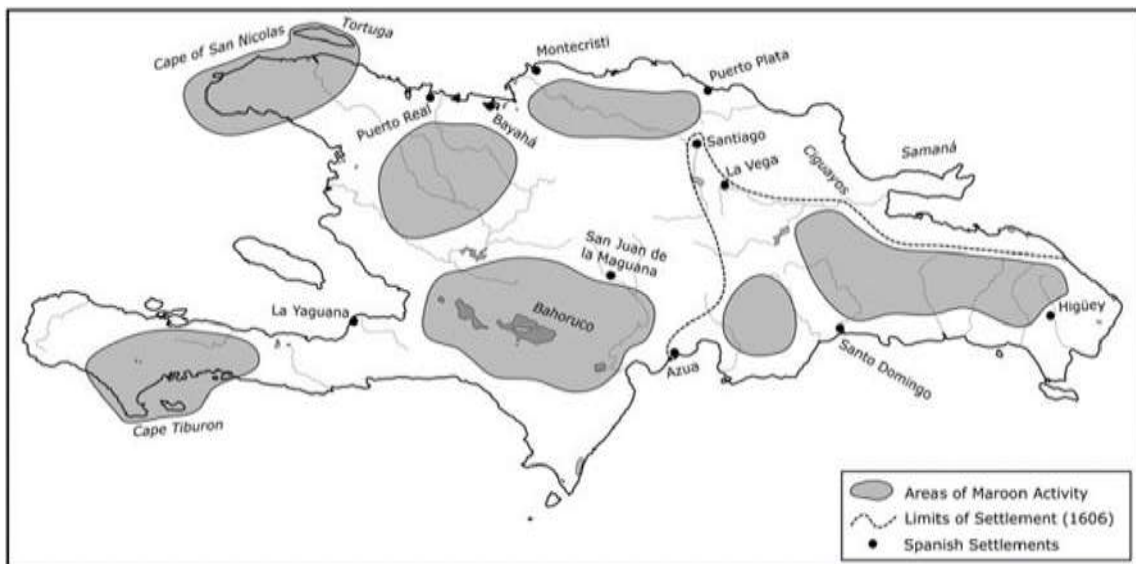 Cape of San Nicolas
Tortuga
Montecristi
Puerto Plata
Puerto Real
Bayahá
Santiago
La Vega
Ciguayos
Samaná
San Juan de
la Maguana
La Yaguana
Bahoruco
Higüey
Azua
Santo Domingo
Cape Tiburon
Areas of Maroon Activity
Limits of Settlement (1606)
Spanish Settlements